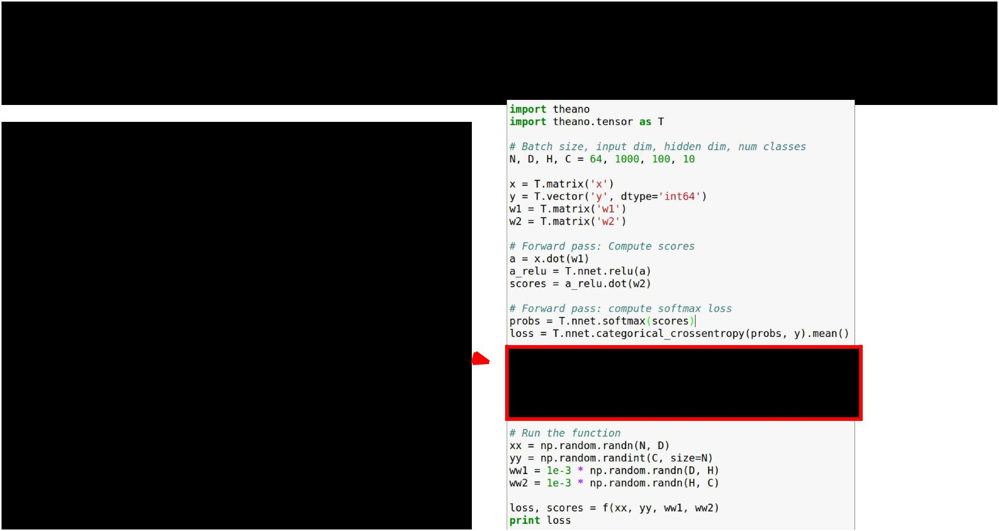 import theano
import theano.tensor as T
# Batch size, input dim, hidden dim, num classes
N, D, H, C = 64, 1000, 100, 10
x = T.matrix('x')
y = T.vector('y', dtype='int64')
w1 = T.matrix('w1')
w2 = T.matrix('w2')
# Forward pass: Compute scores
a = x.dot(w1)
a_relu = T.nnet.relu(a)
scores = a_relu.dot(w2)
# Forward pass: compute softmax loss
probs = T.nnet.softmax(scores)
loss = T.nnet.categorical_crossentropy(probs, y).mean()
# Run the function
xx = np.random.randn(N, D)
yy = np.random.randint(C, size=N)
ww1 = 1e-3 * np.random.randn(D, H)
ww2 = 1e-3 * np.random.randn(H, C)
loss, scores = f(xx, yy, ww1, ww2)
print loss